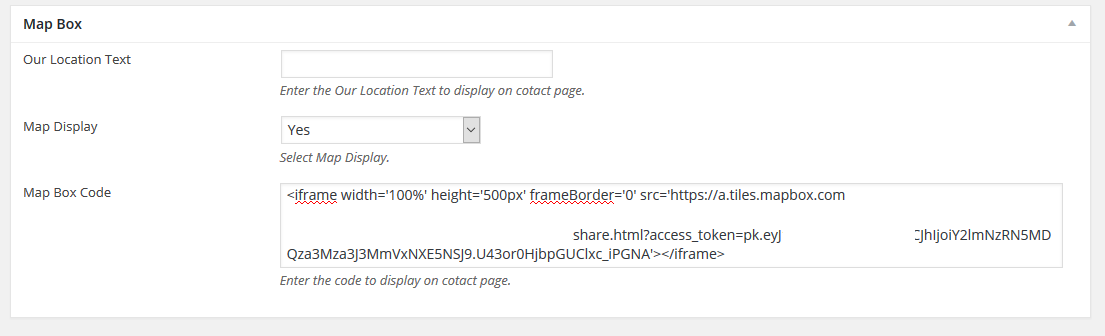 Map Box
Our Location Text
Enter the Our Location Text to display on cotact page.
Map Display
Yes
Select Map Display.
Map Box Code
<iframe width='100%' height='500px' frameBorder='0' src='https://a.tiles.mapbox.com
share.html?access_token=pk.eyJ CJhIjoiY2lmNzRN5MD
Qza3Mza3J3MmVxNXE5NSJ9.U43or0HjbpGUClxc_iPGNA'></iframe>
Enter the code to display on cotact page.